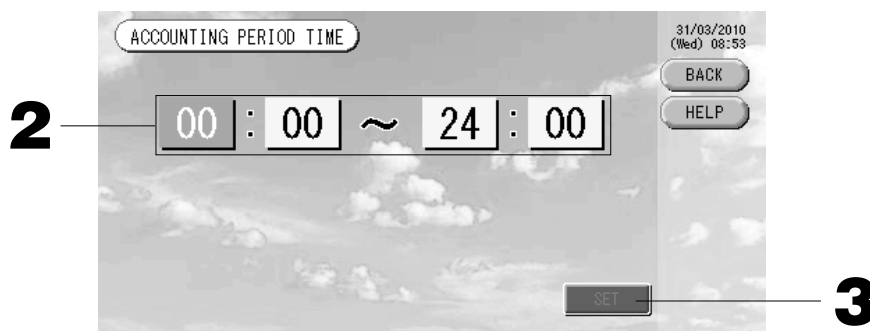 ACCOUNTING PERIOD TIME
31/03/2010
(Wed) 08:53
BACK
HELP
2
00 : 00 ~ 24 : 00
SET
3